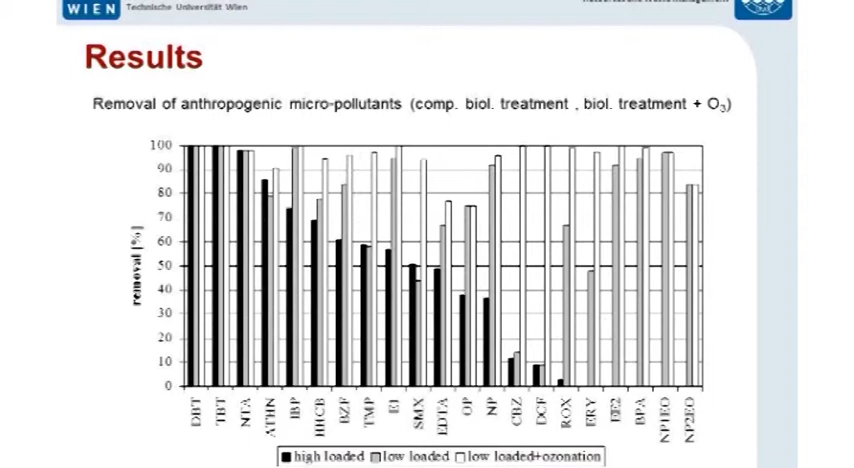 WIEN
Technische Universität Wien
Results
Removal of anthropogenic micro-pollutants (comp. biol. treatment , biol. treatment + O3)
100
90
80
70
60
50
40
30
20
10
0
removal [%]
DBT
TBT
NTA
AHTN
IBP
HHCB
BZF
TMP
E1
SMX
EDTA
OP
NP
CBZ
DCF
ROX
ERY
EE2
BPA
NP1EO
NP2EO
high loaded low loaded low loaded+ozonation